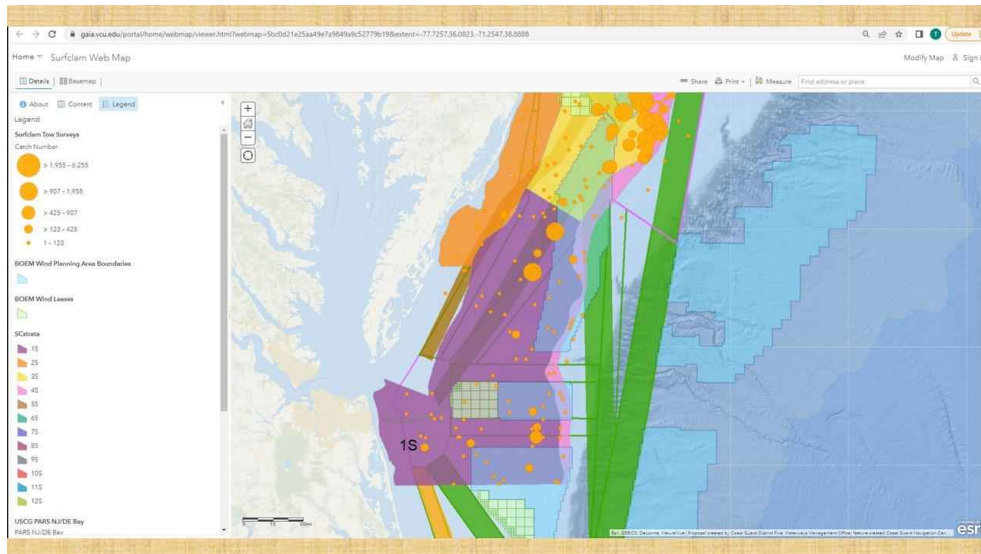 gaia.vcu.edu/portal/home/webmap/viewer.html?webmap=5bc0d21e25aa49e7a9849a9c52779b19&extent=-77.7257,36.0823,-71.2547,38.8888
Update
Home Surfclam Web Map
Modify Map Sign
Details Basemap
Share Print Measure Find address or place
About Content Legend
Legend
Surfclam Tow Surveys
Catch Number
> 1,955 - 6,255
> 907 - 1,955
> 425 - 907
> 123 - 425
1 - 123
BOEM Wind Planning Area Boundaries
BOEM Wind Leases
SCstrata
1S
2S
3S
4S
5S
6S
7S
8S
9S
10S
11S
12S
USCG PARS NJ/DE Bay
PARS NJ/DE Bay
1S
esri